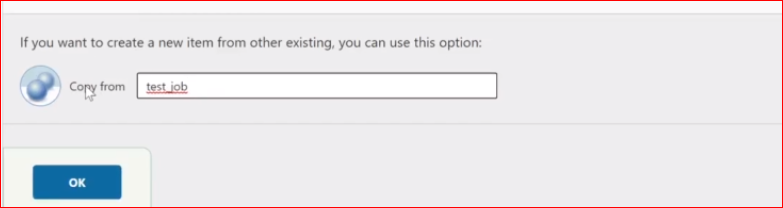 If you want to create a new item from other existing, you can use this option:
Copy from test_job
OK